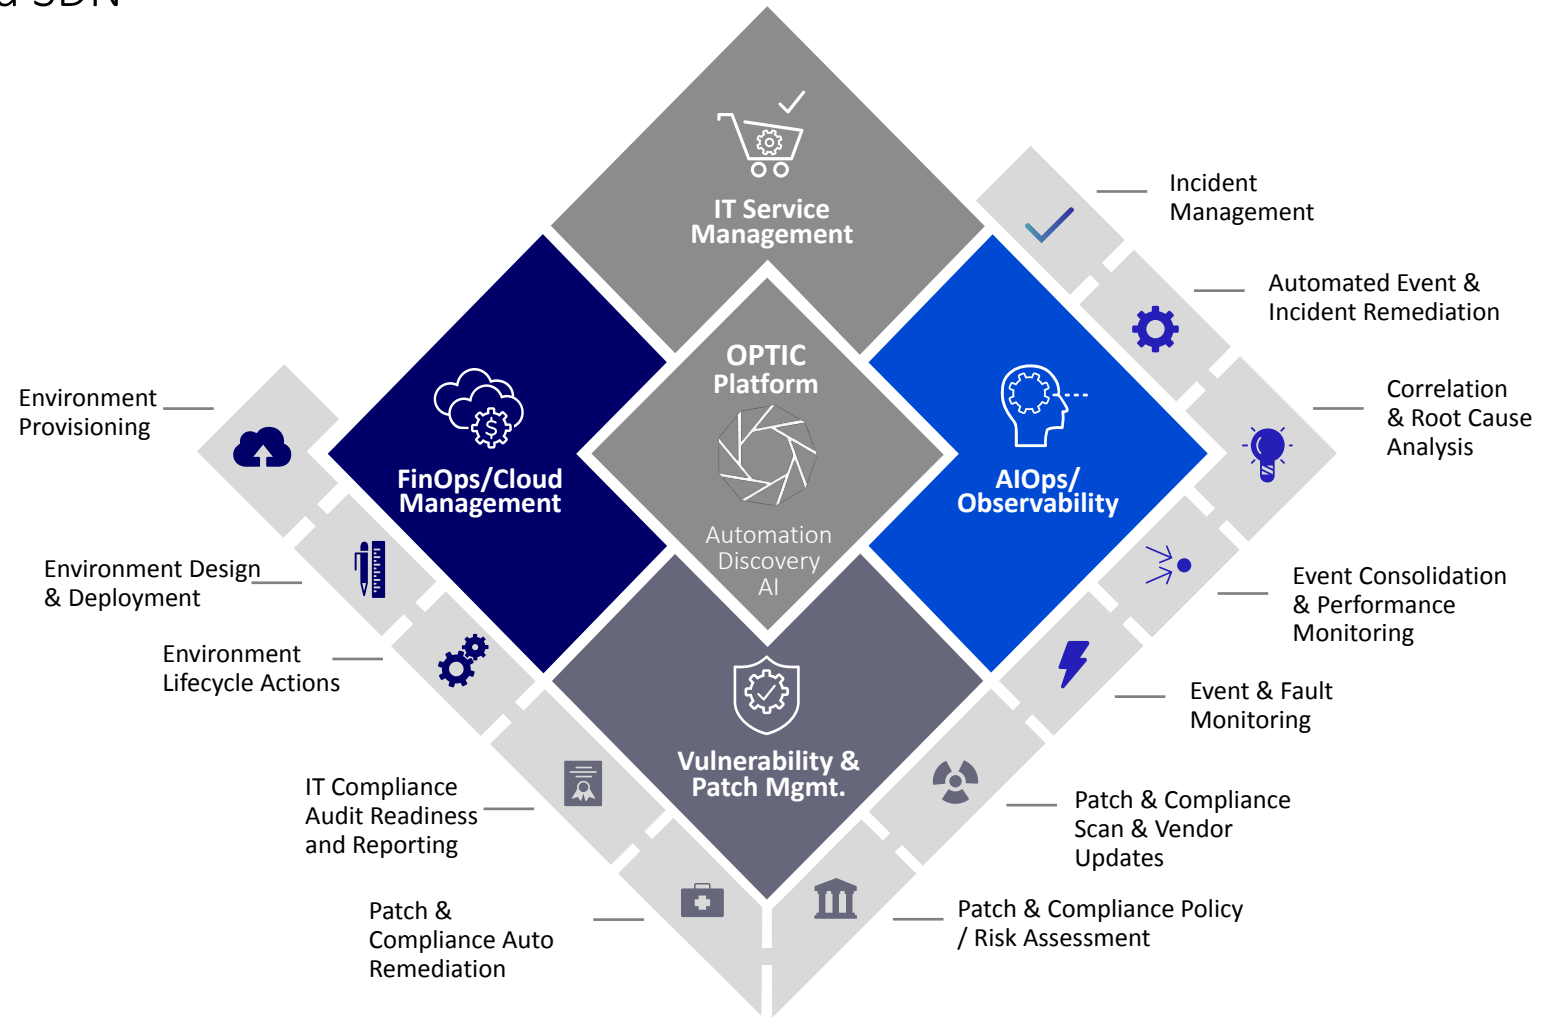 SDN
IT Service
Management
Incident
Management
Automated Event &
Incident Remediation
Correlation
& Root Cause
Analysis
Event Consolidation
& Performance
Monitoring
Event & Fault
Monitoring
Patch & Compliance
Scan & Vendor
Updates
Patch & Compliance Policy
/ Risk Assessment
OPTIC
Platform
Automation
Discovery
AI
AIOps/
Observability
FinOps/Cloud
Management
$
Vulnerability &
Patch Mgmt.
Environment
Provisioning
Environment Design
& Deployment
Environment
Lifecycle Actions
IT Compliance
Audit Readiness
and Reporting
Patch &
Compliance Auto
Remediation